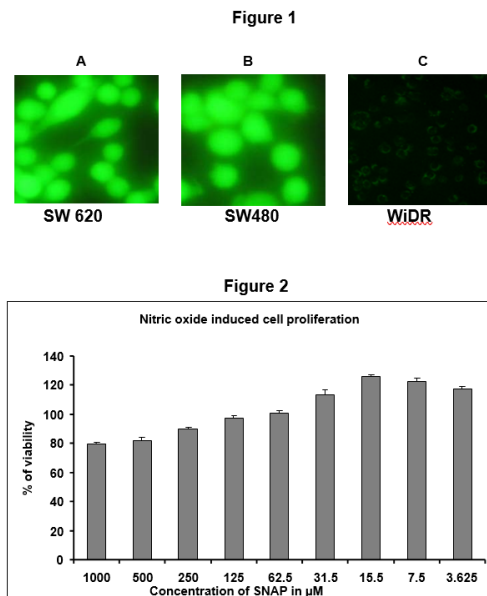 Figure 1
A B C
SW 620 SW480 WiDR
Figure 2
Nitric oxide induced cell proliferation
% of viability
140
120
100
80
60
40
20
0
1000 500 250 125 62.5 31.5 15.5 7.5 3.625
Concentration of SNAP in µM